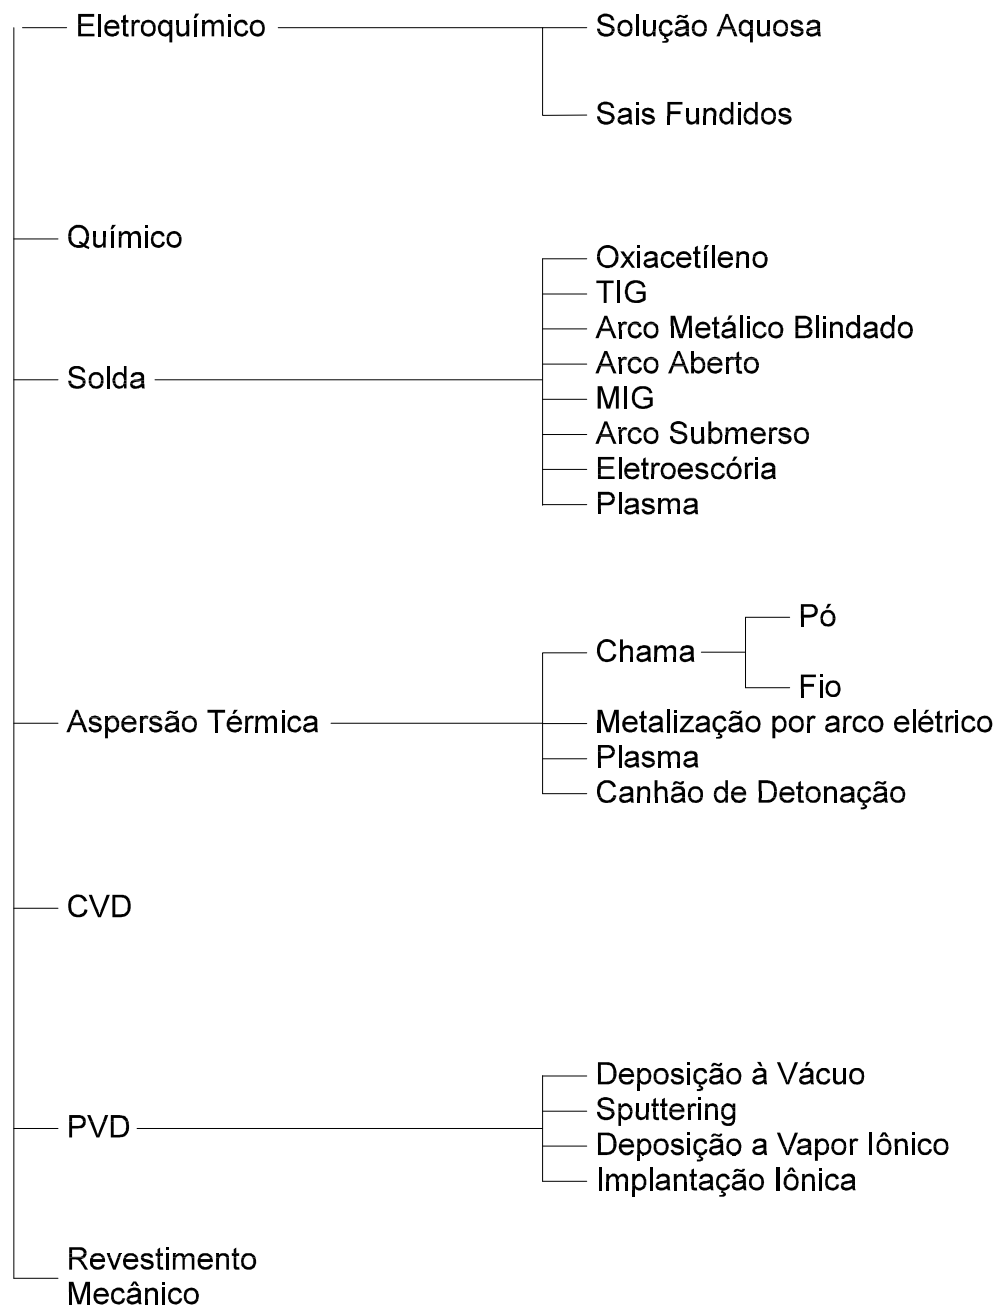 Eletroquímico
Solução Aquosa
Sais Fundidos
Químico
Solda
Oxiacetíleno
TIG
Arco Metálico Blindado
Arco Aberto
MIG
Arco Submerso
Eletroescória
Plasma
Aspersão Térmica
Chama
Pó
Fio
Metalização por arco elétrico
Plasma
Canhão de Detonação
CVD
PVD
Deposição à Vácuo
Sputtering
Deposição a Vapor Iônico
Implantação Iônica
Revestimento
Mecânico